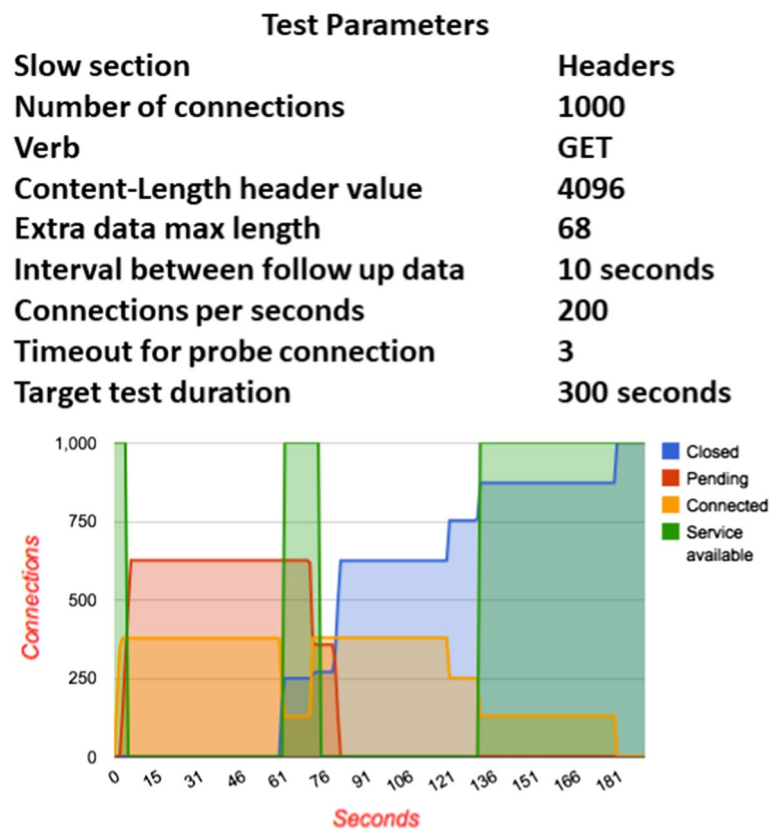 Test Parameters
Slow section Headers
Number of connections 1000
Verb GET
Content-Length header value 4096
Extra data max length 68
Interval between follow up data 10 seconds
Connections per seconds 200
Timeout for probe connection 3
Target test duration 300 seconds
1,000
750
500
250
0
Connections
0 15 31 46 61 76 91 106 121 136 151 166 181
Seconds
Closed
Pending
Connected
Service
available